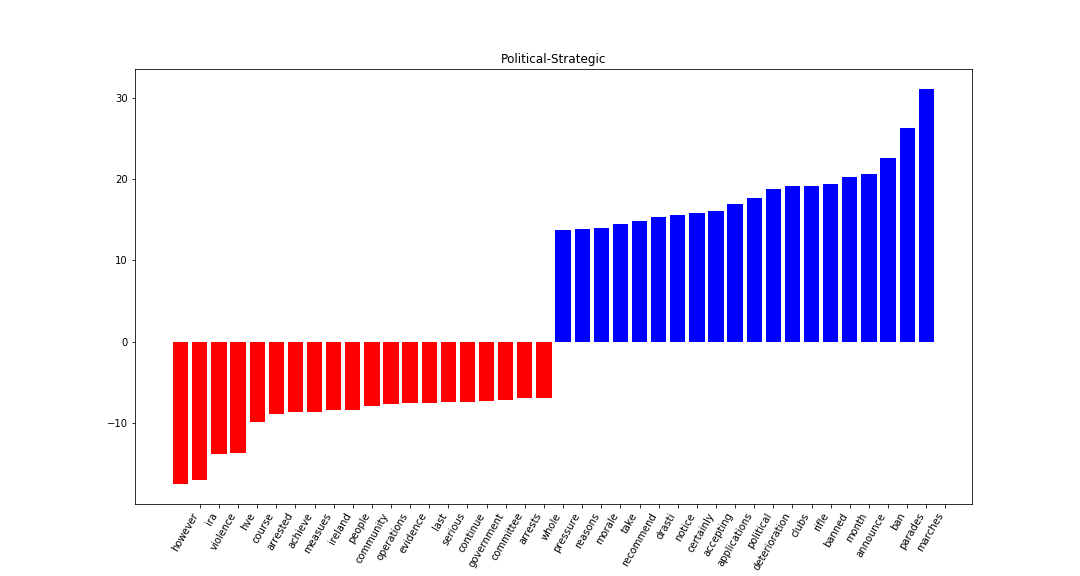 Political-Strategic
30
20
10
0
−10
however
ira
violence
hve
course
arrested
achieve
measues
ireland
people
community
operations
evidence
last
serious
continue
government
committee
arrests
whole
pressure
reasons
morale
take
recommend
drasti
notice
certainly
accepting
applications
political
deterioration
clubs
rifle
banned
month
announce
ban
parades
marches